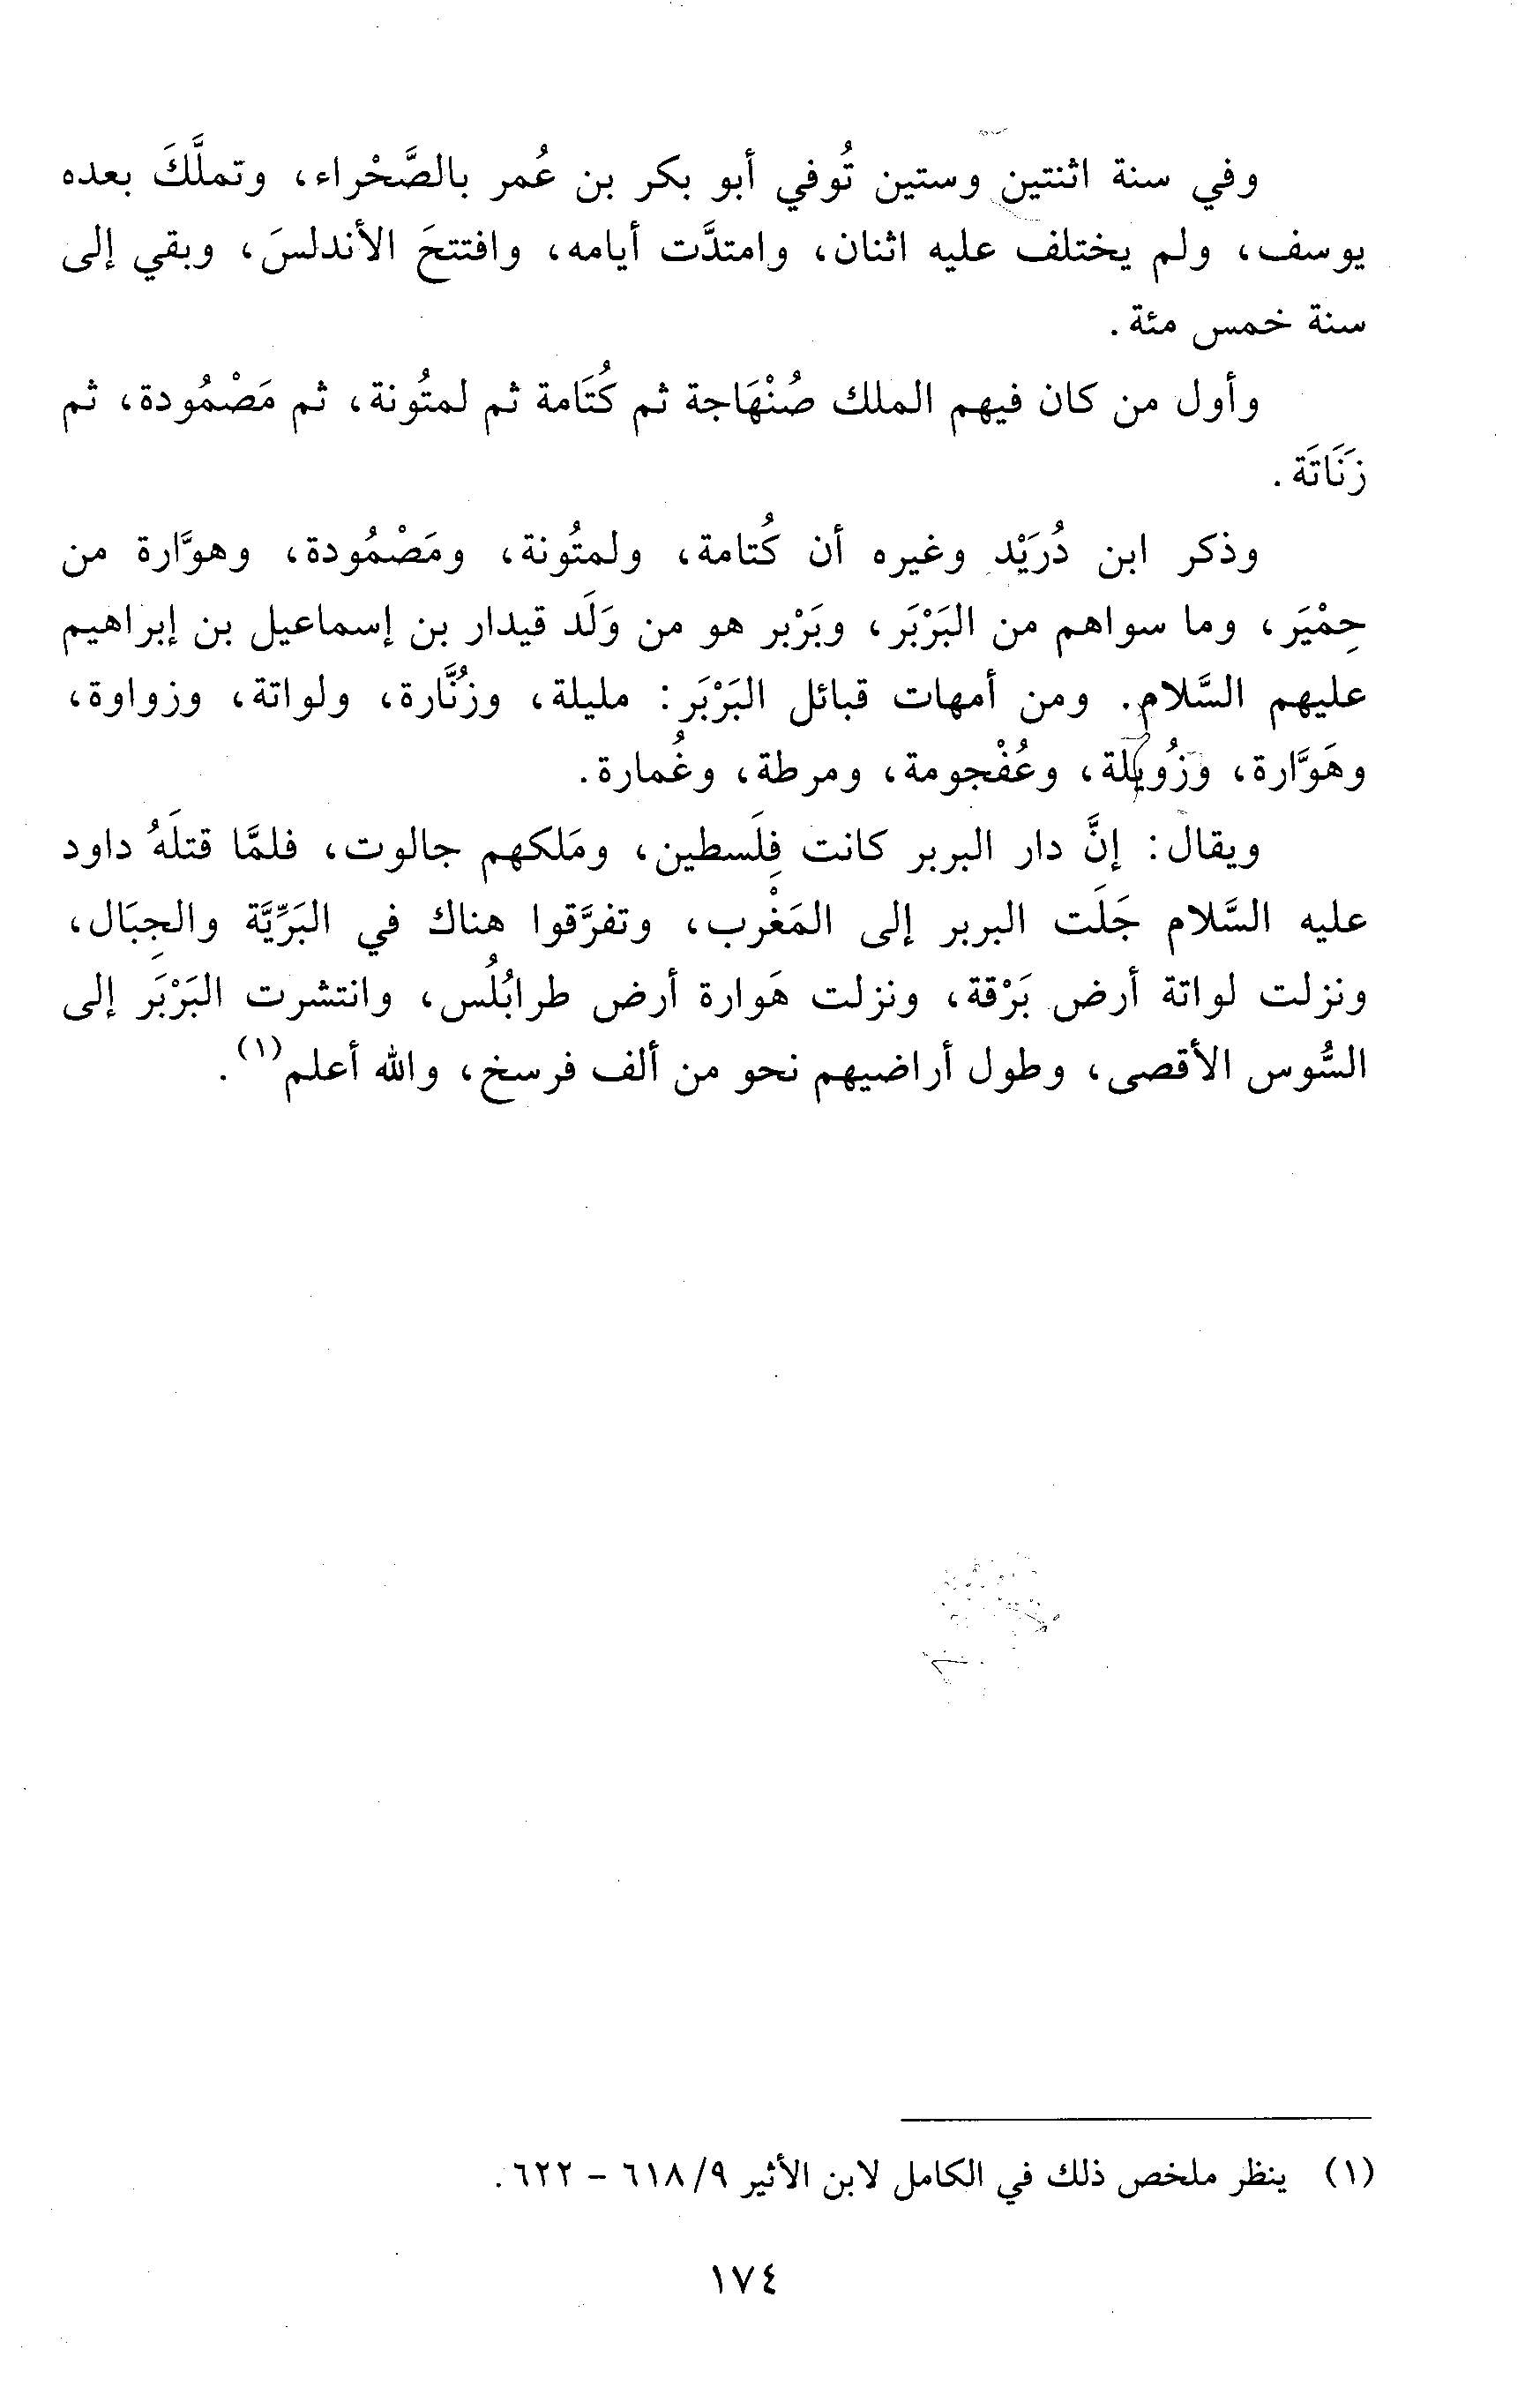 وفي سنة اثنتين وستين تُوفي أبو بكر بن عُمر بالصَّحْراء، وتملَّكَ بعده
يوسف، ولم يختلف عليه اثنان، وامتدَّت أيامه، وافتتحَ الأندلسَ، وبقي إلى
سنة خمس مئة.
وأول من كان فيهم الملك صُنْهَاجة ثم كُتَامة ثم لمتُونة، ثم مَصْمُودة، ثم
زَنَاتَة.
وذكر ابن دُرَيْد وغيره أن كُتامة، ولمتُونة، ومَصْمُودة، وهوَّارة من
حِمْيَر، وما سواهم من البَرْبَر، وبَرْبر هو من وَلَد قيدار بن إسماعيل بن إبراهيم
عليهم السَّلام. ومن أمهات قبائل البَرْبَر: مليلة، وزُنَّارة، ولواتة، وزواوة،
وهَوَّارة، وزُويلة، وعُفْجومة، ومرطة، وغُمارة.
ويقال: إنَّ دار البربر كانت فِلَسطين، ومَلكهم جالوت، فلمَّا قتلَهُ داود
عليه السَّلام جَلَت البربر إلى المَغْرب، وتفرَّقوا هناك في البَرِّيَّة والجِبَال،
ونزلت لواتة أرض بَرْقة، ونزلت هَوارة أرض طرابُلُس، وانتشرت البَرْبَر إلى
السُّوس الأقصى، وطول أراضيهم نحو من ألف فرسخ، والله أعلم(١).
(١) ينظر ملخص ذلك في الكامل لابن الأثير ٩/ ٦١٨ - ٦٢٢.
١٧٤